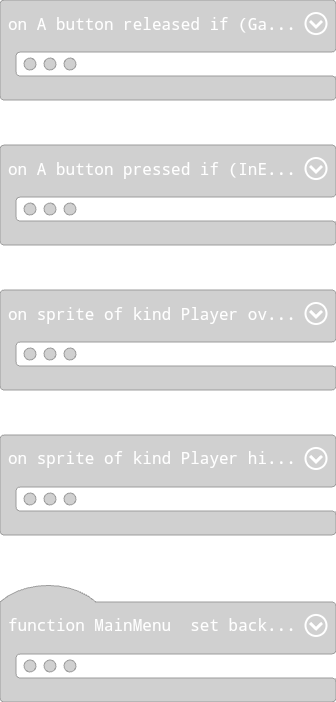 on A button released if (Ga...
on A button pressed if (InE...
on sprite of kind Player ov...
on sprite of kind Player hi...
function MainMenu  set back...